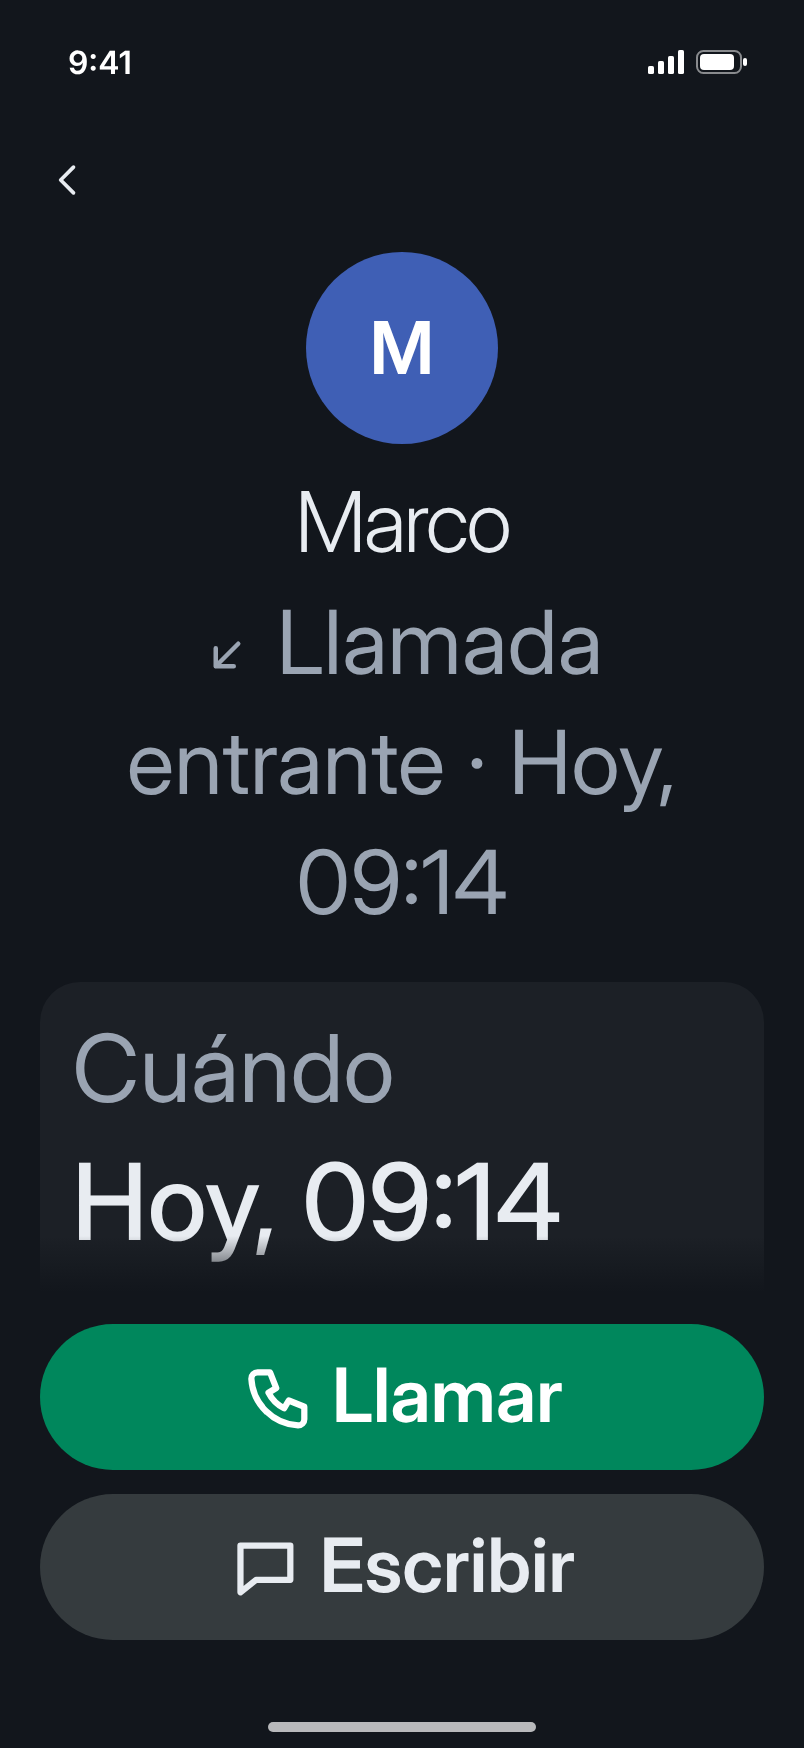 9:41
M
Marco
Llamada
entrante · Hoy,
09:14
Cuándo
Hoy, 09:14
Llamar
Escribir